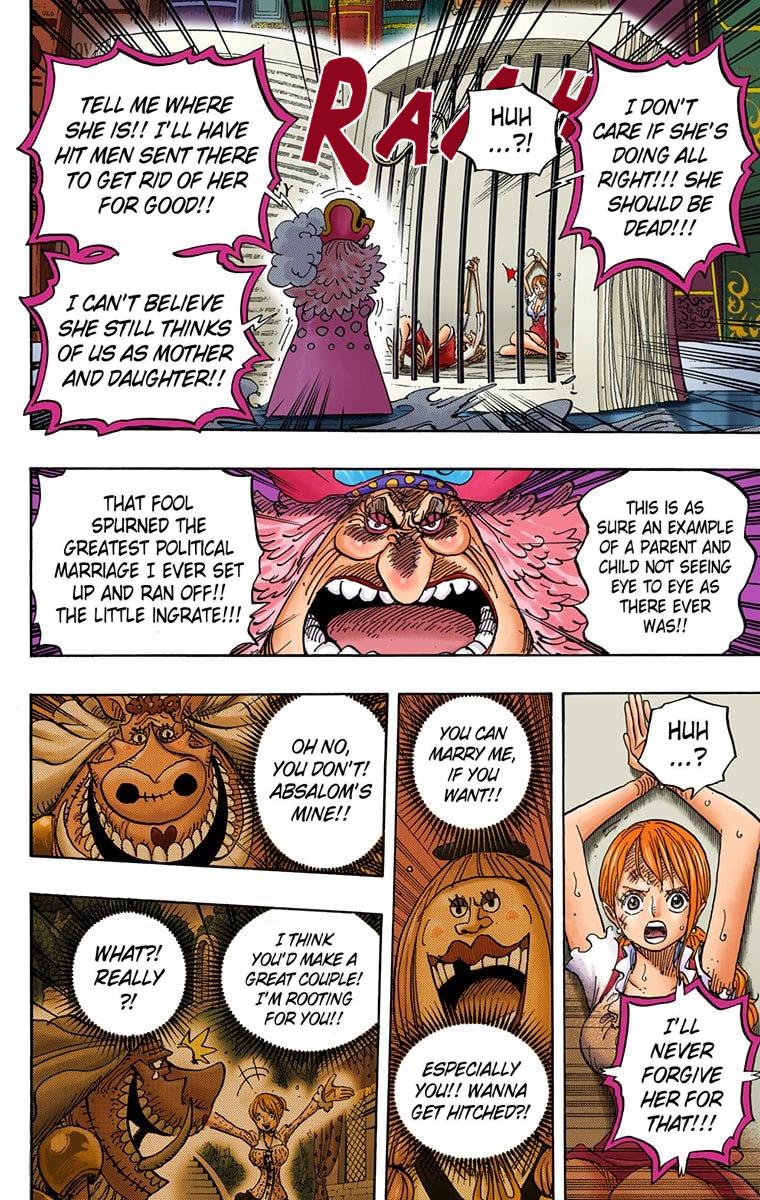 I DON'T
CARE IF SHE'S
DOING ALL
RIGHT!!! SHE
SHOULD BE
DEAD!!!
HUH
...?!
TELL ME WHERE
SHE IS!! I'LL HAVE
HIT MEN SENT THERE
TO GET RID OF HER
FOR GOOD!!
I CAN'T BELIEVE
SHE STILL THINKS
OF US AS MOTHER
AND DAUGHTER!!
THIS IS AS
SURE AN EXAMPLE
OF A PARENT AND
CHILD NOT SEEING
EYE TO EYE AS
THERE EVER
WAS!!
THAT FOOL
SPURNED THE
GREATEST POLITICAL
MARRIAGE I EVER SET
UP AND RAN OFF!!
THE LITTLE INGRATE!!!
HUH
...?
I'LL
NEVER
FORGIVE
HER FOR
THAT!!!
YOU CAN
MARRY ME,
IF YOU
WANT!!
ESPECIALLY
YOU!! WANNA
GET HITCHED?!
OH NO,
YOU DON'T!
ABSALOM'S
MINE!!
I THINK
YOU'D MAKE A
GREAT COUPLE!
I'M ROOTING
FOR YOU!!
WHAT?!
REALLY
?!